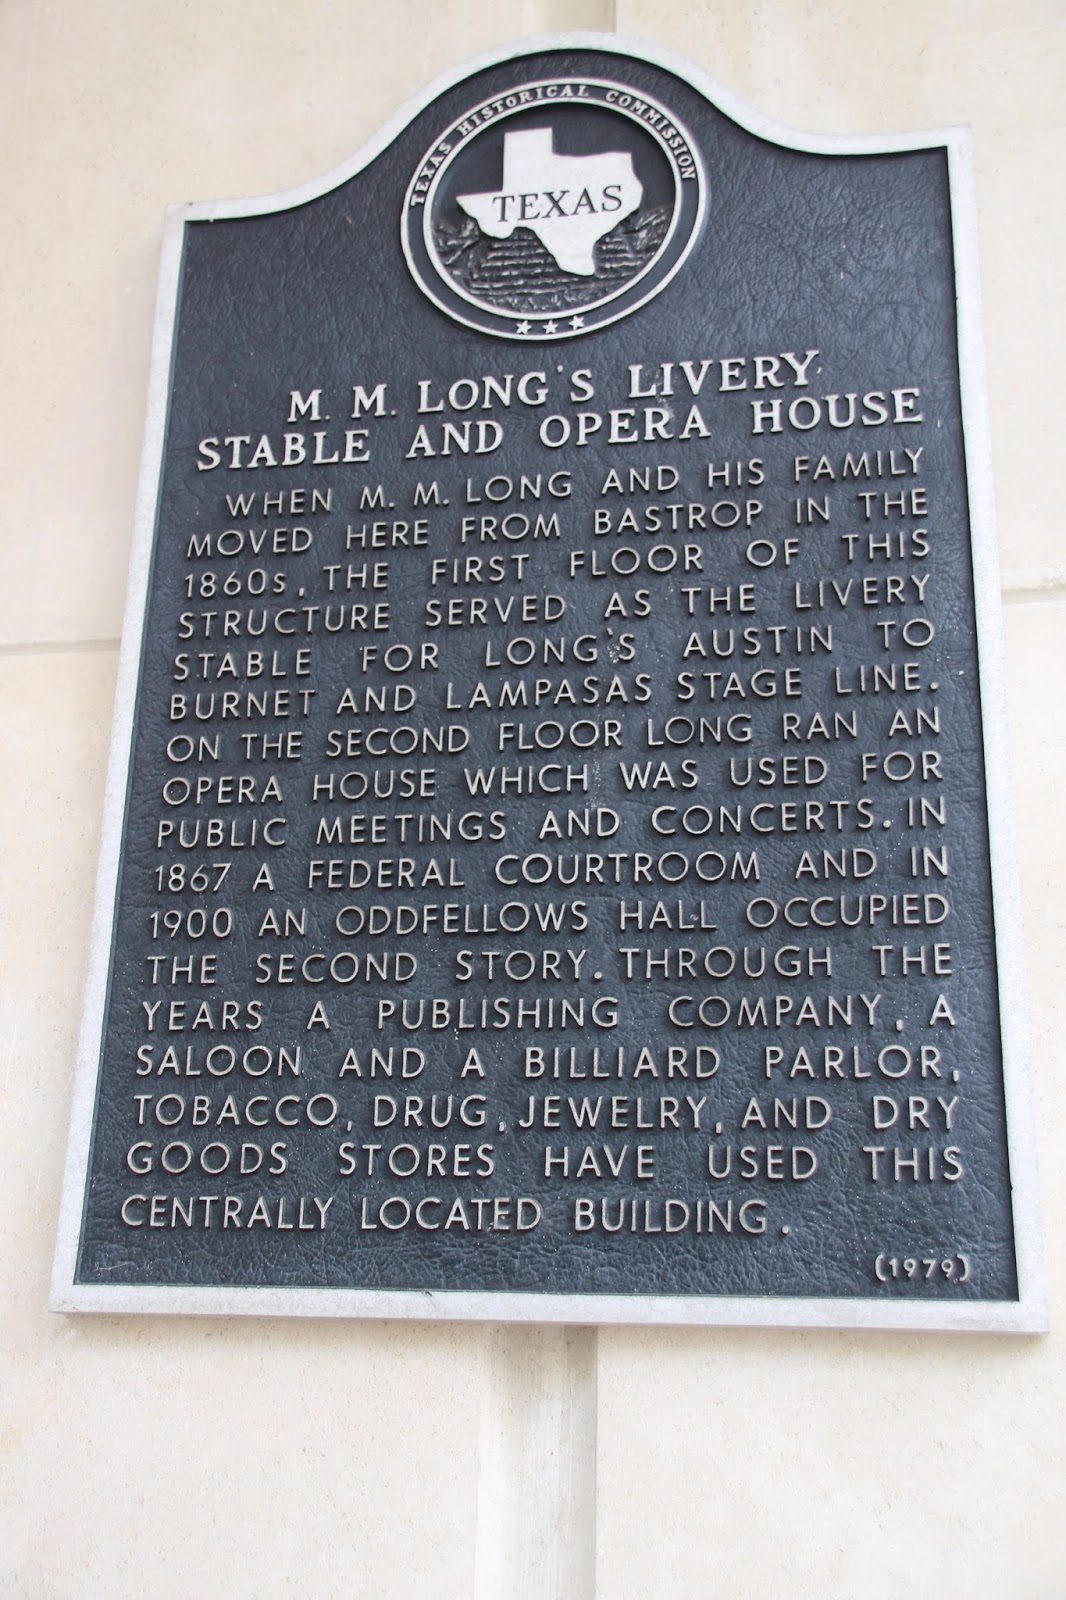 TEXAS HISTORICAL COMMISSION
TEXAS
M. M. LONG'S LIVERY
STABLE AND OPERA HOUSE
WHEN M. M. LONG AND HIS FAMILY
MOVED HERE FROM BASTROP IN THE
1860s, THE FIRST FLOOR OF THIS
STRUCTURE SERVED AS THE LIVERY
STABLE FOR LONG'S AUSTIN TO
BURNET AND LAMPASAS STAGE LINE.
ON THE SECOND FLOOR LONG RAN AN
OPERA HOUSE WHICH WAS USED FOR
PUBLIC MEETINGS AND CONCERTS. IN
1867 A FEDERAL COURTROOM AND IN
1900 AN ODDFELLOWS HALL OCCUPIED
THE SECOND STORY. THROUGH THE
YEARS A PUBLISHING COMPANY, A
SALOON AND A BILLIARD PARLOR,
TOBACCO, DRUG, JEWELRY, AND DRY
GOODS STORES HAVE USED THIS
CENTRALLY LOCATED BUILDING.
(1979)